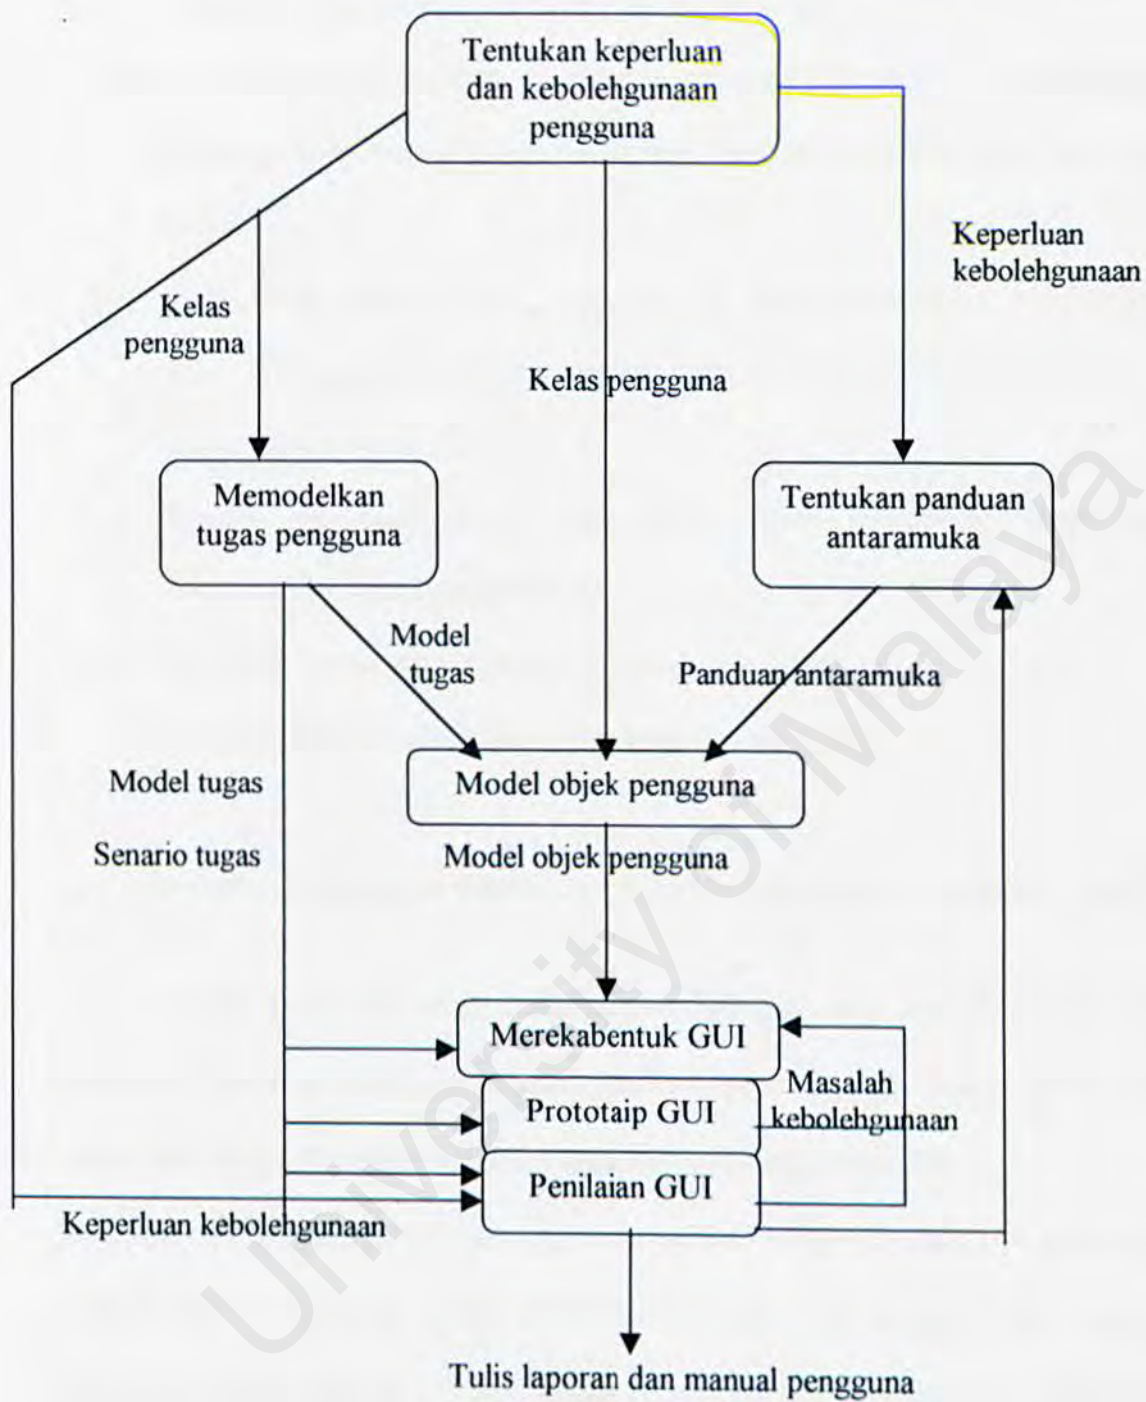 Tentukan keperluan
dan kebolehgunaan
pengguna
Keperluan
kebolehgunaan
Kelas
pengguna
Kelas pengguna
Memodelkan
tugas pengguna
Tentukan panduan
antaramuka
Model
tugas
Panduan antaramuka
Model tugas
Model objek pengguna
Senario tugas
Model objek pengguna
Merekabentuk GUI
Masalah
kebolehgunaan
Prototaip GUI
Penilaian GUI
Keperluan kebolehgunaan
Tulis laporan dan manual pengguna
University of Malaya